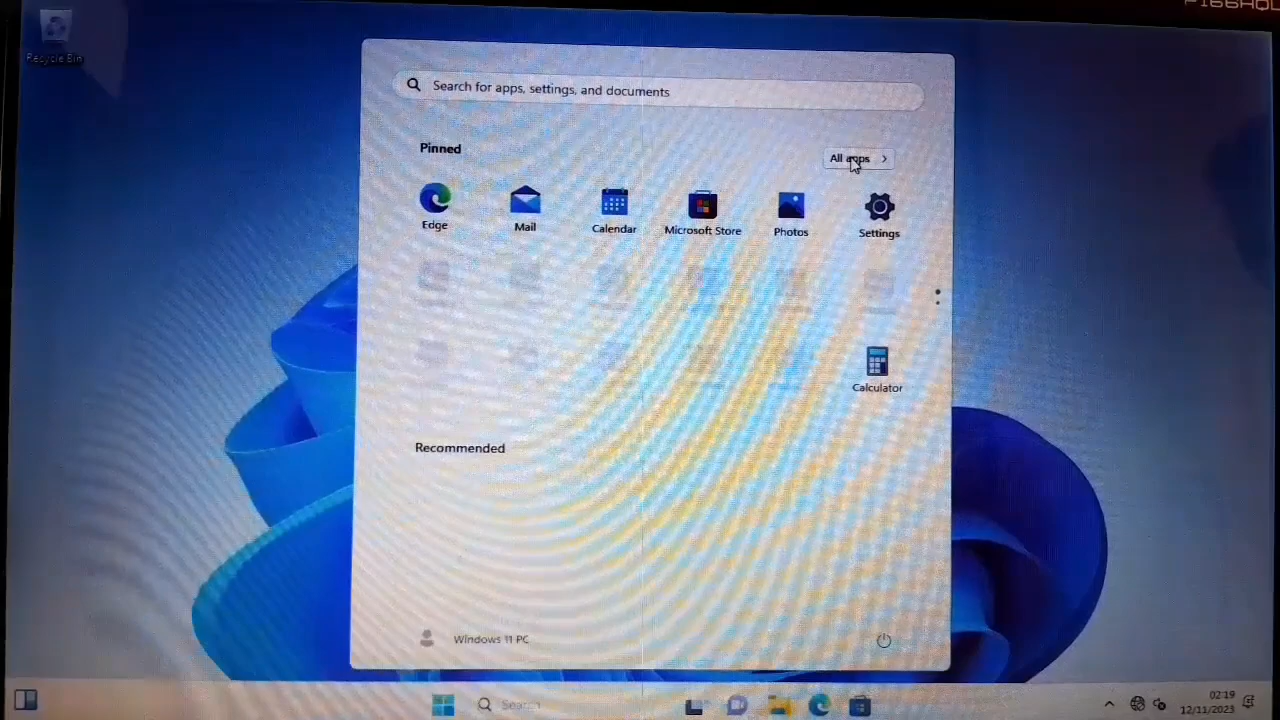 Recycle Bin
Search for apps, settings, and documents
Pinned
All apps
Edge
Mail
Calendar
Microsoft Store
Photos
Settings
Calculator
Recommended
Windows 11 PC
Search
02:19
12/11/2023